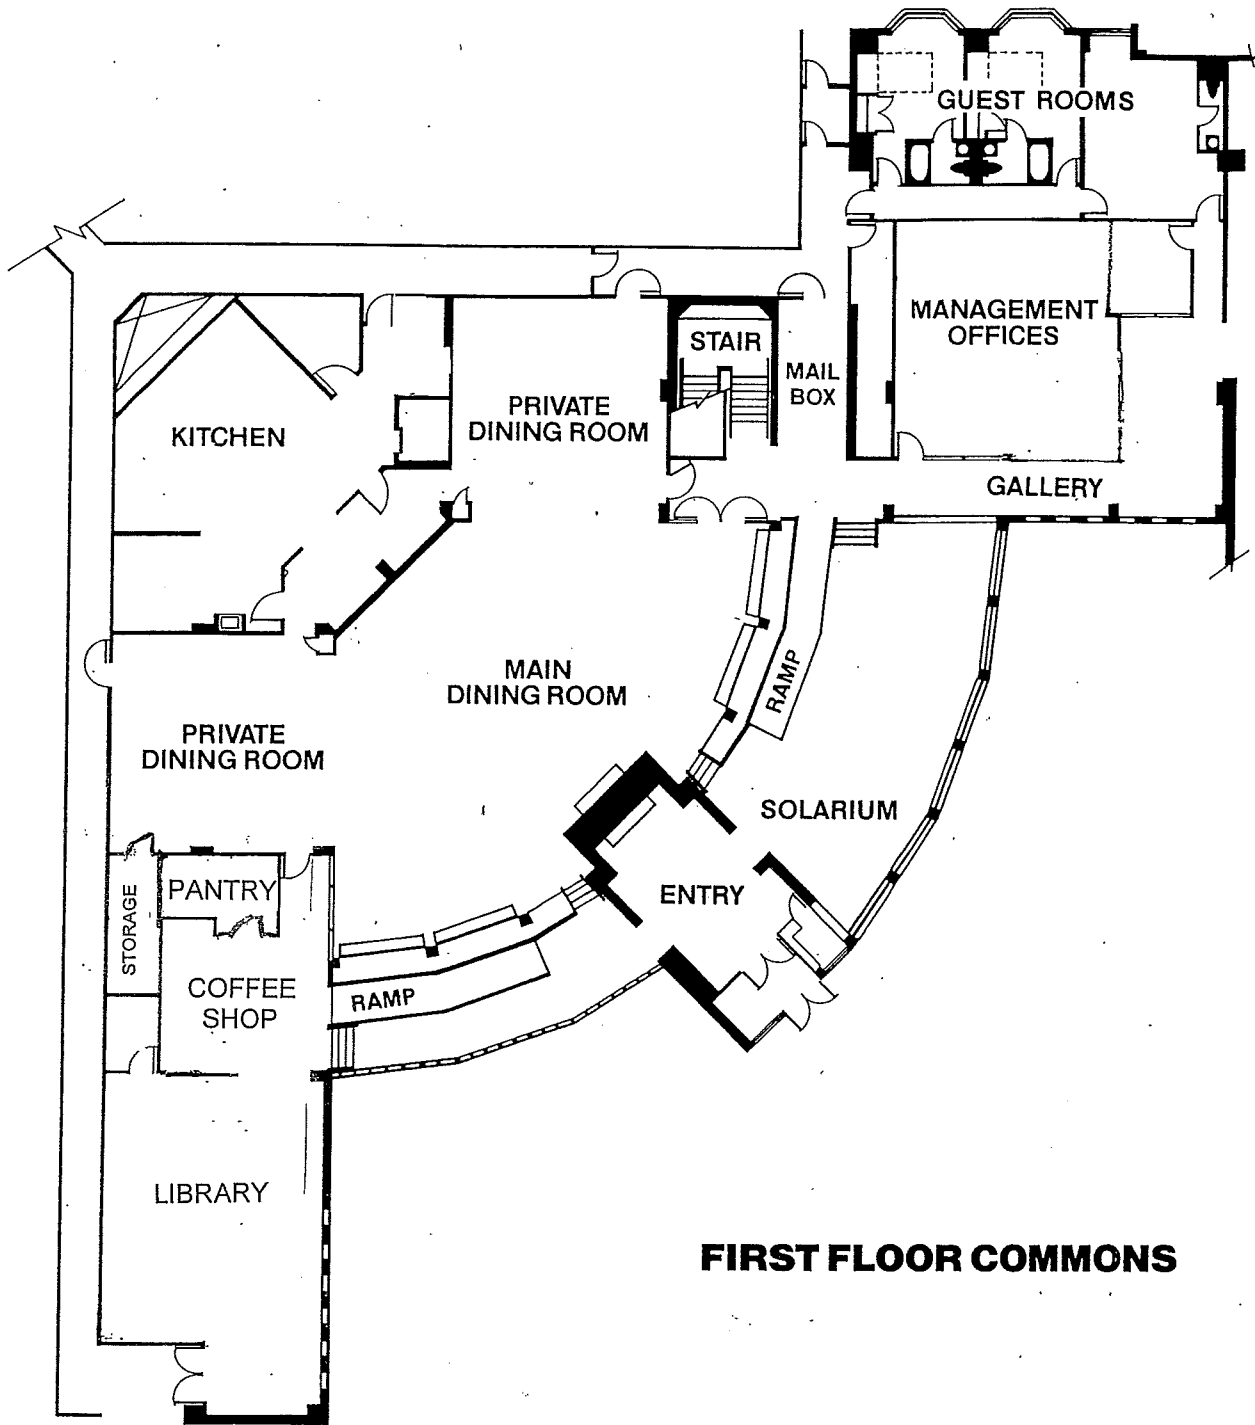 GUEST ROOMS
MANAGEMENT
OFFICES
STAIR
MAIL
BOX
PRIVATE
DINING ROOM
KITCHEN
GALLERY
MAIN
DINING ROOM
RAMP
PRIVATE
DINING ROOM
SOLARIUM
PANTRY
ENTRY
STORAGE
COFFEE
SHOP
RAMP
LIBRARY
FIRST FLOOR COMMONS